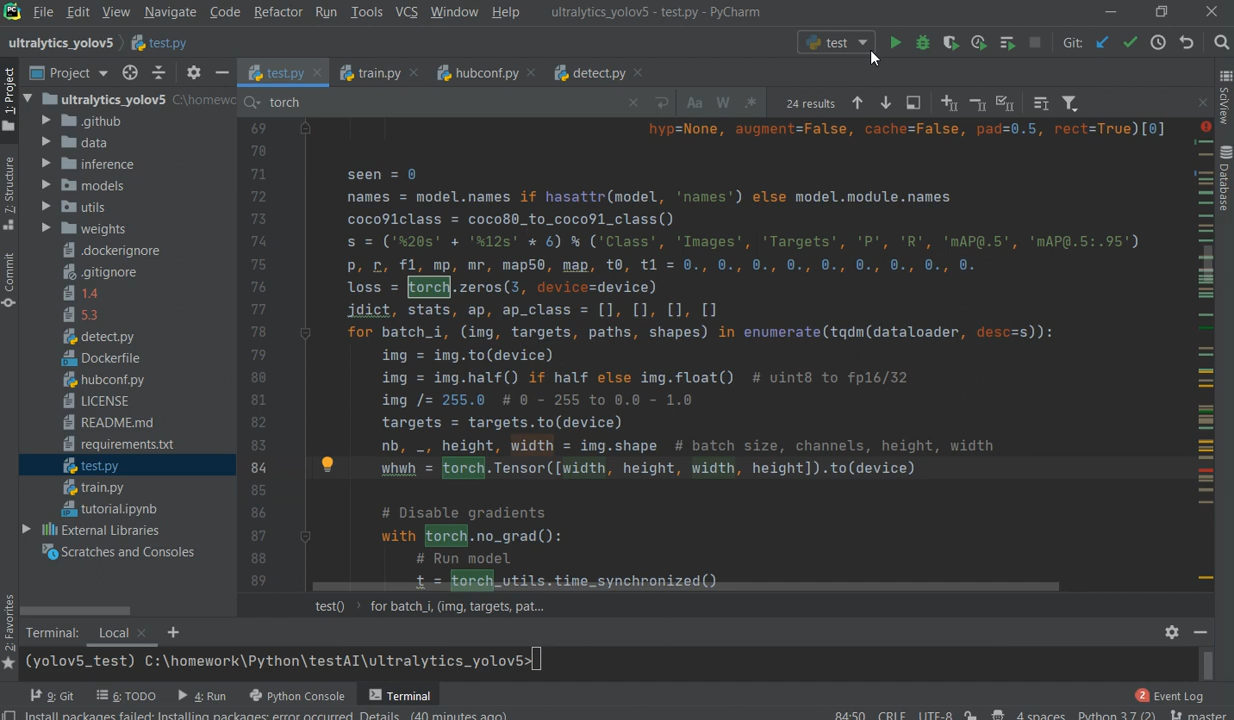 File Edit View Navigate Code Refactor Run Tools VCS Window Help ultralytics_yolov5 - test.py - PyCharm
ultralytics_yolov5 test.py test Git:
Project test.py train.py hubconf.py detect.py
1: Project
7: Structure
Commit
2: Favorites
ultralytics_yolov5 C:\homewo
.github
data
inference
models
utils
weights
.dockerignore
.gitignore
1.4
5.3
detect.py
Dockerfile
hubconf.py
LICENSE
README.md
requirements.txt
test.py
train.py
tutorial.ipynb
External Libraries
Scratches and Consoles
torch Aa W .* 24 results
69 hyp=None, augment=False, cache=False, pad=0.5, rect=True)[0]
70
71 seen = 0
72 names = model.names if hasattr(model, 'names') else model.module.names
73 coco91class = coco80_to_coco91_class()
74 s = ('%20s' + '%12s' * 6) % ('Class', 'Images', 'Targets', 'P', 'R', 'mAP@.5', 'mAP@.5:.95')
75 p, r, f1, mp, mr, map50, map, t0, t1 = 0., 0., 0., 0., 0., 0., 0., 0., 0.
76 loss = torch.zeros(3, device=device)
77 jdict, stats, ap, ap_class = [], [], [], []
78 for batch_i, (img, targets, paths, shapes) in enumerate(tqdm(dataloader, desc=s)):
79 img = img.to(device)
80 img = img.half() if half else img.float() # uint8 to fp16/32
81 img /= 255.0 # 0 - 255 to 0.0 - 1.0
82 targets = targets.to(device)
83 nb, _, height, width = img.shape # batch size, channels, height, width
84 whwh = torch.Tensor([width, height, width, height]).to(device)
85
86 # Disable gradients
87 with torch.no_grad():
88 # Run model
89 t = torch_utils.time_synchronized()
test() for batch_i, (img, targets, pat...
SciView
Database
Terminal: Local
(yolov5_test) C:\homework\Python\testAI\ultralytics_yolov5>
9: Git 6: TODO 4: Run Python Console Terminal 2 Event Log
Install packages failed: Installing packages: error occurred. Details... (40 minutes ago) 84:50 CRLF UTF-8 4 spaces Python 3.7 (2) master